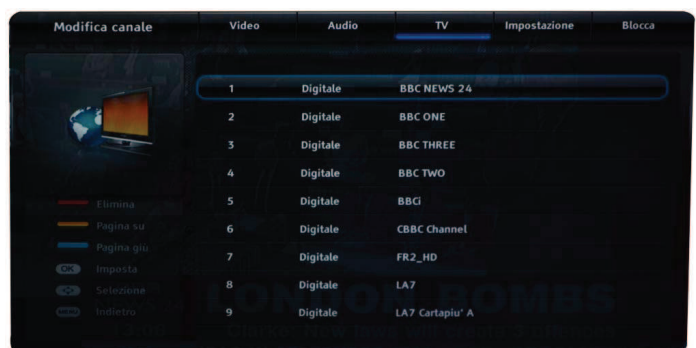 Modifica canale Video Audio TV Impostazione Blocca
1 Digitale BBC NEWS 24
2 Digitale BBC ONE
3 Digitale BBC THREE
4 Digitale BBC TWO
5 Digitale BBCi
6 Digitale CBBC Channel
7 Digitale FR2_HD
8 Digitale LA7
9 Digitale LA7 Cartapiu' A
Elimina
Pagina su
Pagina giù
OK Imposta
Selezione
MENU Indietro
LONDON BOMBS